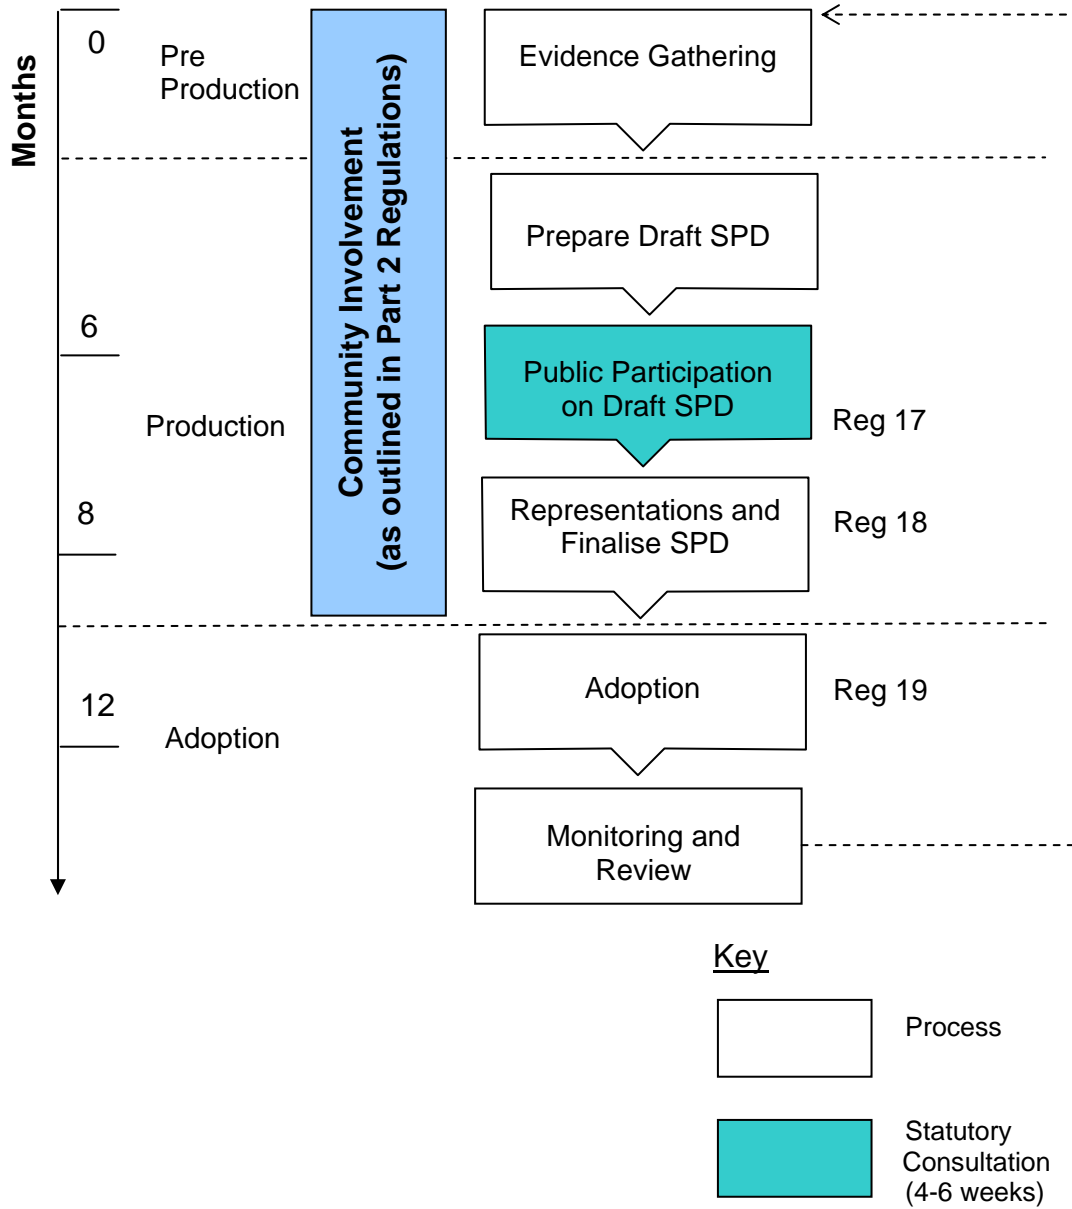 Months
0
Pre
Production
Community Involvement
(as outlined in Part 2 Regulations)
Evidence Gathering
Prepare Draft SPD
6
Public Participation
on Draft SPD
Reg 17
Production
8
Representations and
Finalise SPD
Reg 18
12
Adoption
Adoption
Reg 19
Monitoring and
Review
Key
Process
Statutory
Consultation
(4-6 weeks)